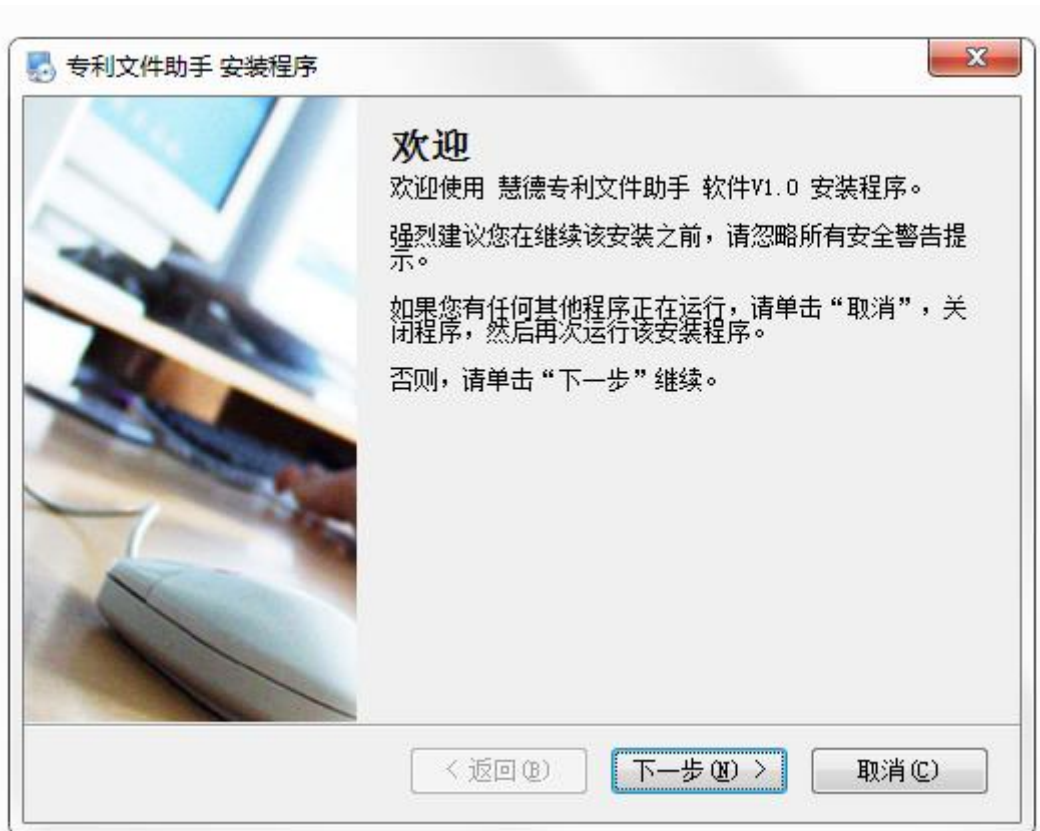 专利文件助手 安装程序
欢迎
欢迎使用 慧德专利文件助手 软件V1.0 安装程序。
强烈建议您在继续该安装之前，请忽略所有安全警告提
示。
如果您有任何其他程序正在运行，请单击“取消”，关
闭程序，然后再次运行该安装程序。
否则，请单击“下一步”继续。
< 返回(B)
下一步(N) >
取消(C)